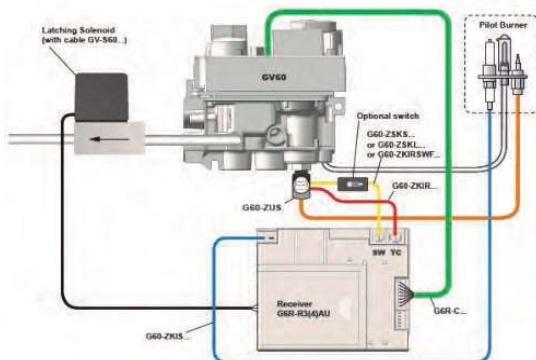 Latching Solenoid
(with cable GV-S60...)
Pilot Burner
GV60
Optional switch
G60-ZSKS...
or G60-ZSKL...
or G60-ZKIRSWF...
G60-ZKIR...
G60-ZUS
SW TC
Receiver
G6R-R3(4)AU
G6R-C...
G60-ZKIS...